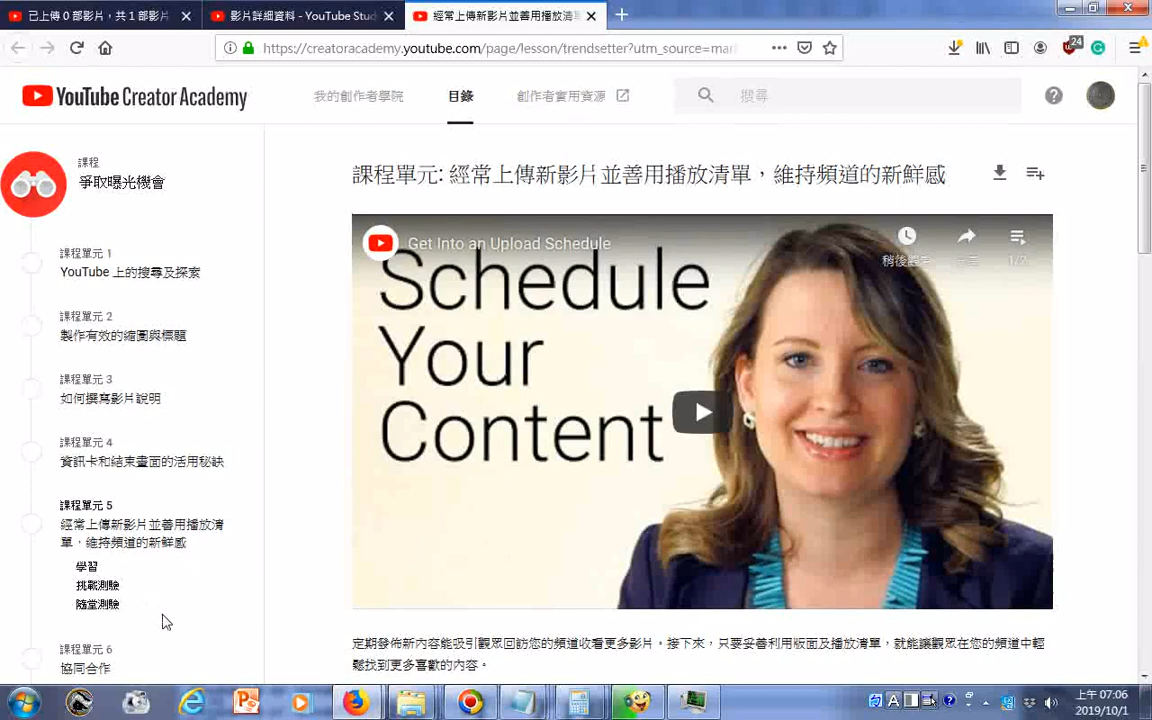 已上傳 0 部影片，共 1 部影片
影片詳細資料 - YouTube Stud
經常上傳新影片並善用播放清單
https://creatoracademy.youtube.com/page/lesson/trendsetter?utm_source=mar
24
YouTube Creator Academy
我的創作者學院
目錄
創作者實用資源
搜尋
課程
爭取曝光機會
課程單元: 經常上傳新影片並善用播放清單，維持頻道的新鮮感
Get Into an Upload Schedule
稍後觀看
1/2
Schedule
Your
Content
課程單元 1
YouTube 上的搜尋及探索
課程單元 2
製作有效的縮圖與標題
課程單元 3
如何撰寫影片說明
課程單元 4
資訊卡和結束畫面的活用秘訣
課程單元 5
經常上傳新影片並善用播放清
單，維持頻道的新鮮感
學習
挑戰測驗
隨堂測驗
課程單元 6
協同合作
定期發佈新內容能吸引觀眾回訪您的頻道收看更多影片。接下來，只要妥善利用版面及播放清單，就能讓觀眾在您的頻道中輕
鬆找到更多喜歡的內容。
上午 07:06
2019/10/1